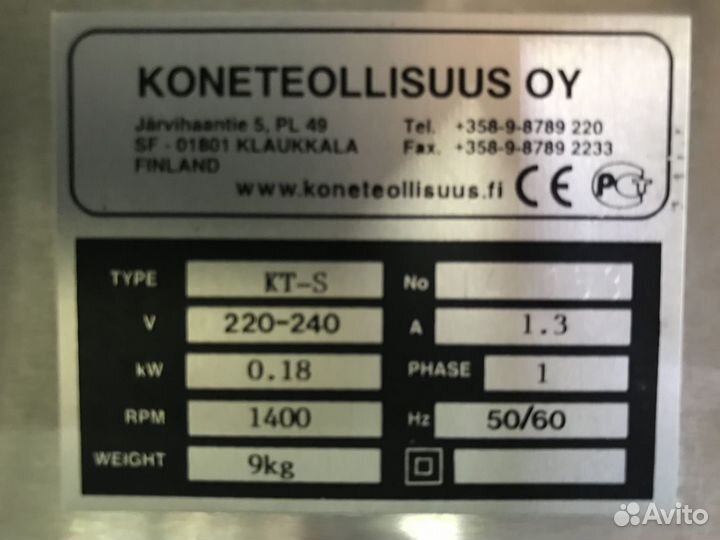 KONETEOLLISUUS OY
Järvihaantie 5, PL 49 Tel. +358-9-8789 220
SF - 01801 KLAUKKALA Fax. +358-9-8789 2233
FINLAND
www.koneteollisuus.fi CE PCT
TYPE KT-S No
V 220-240 A 1.3
kW 0.18 PHASE 1
RPM 1400 Hz 50/60
WEIGHT 9kg
Avito